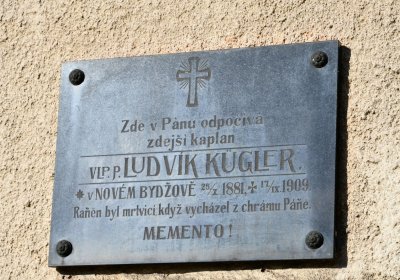 Zde v Pánu odpočívá
zdejší kaplan
VLP. P. LUDVÍK KUGLER.
* v NOVÉM BYDŽOVĚ 25/X 1881. + 17/IX 1909
Raněn byl mrtvicí když vycházel z chrámu Páně.
MEMENTO!